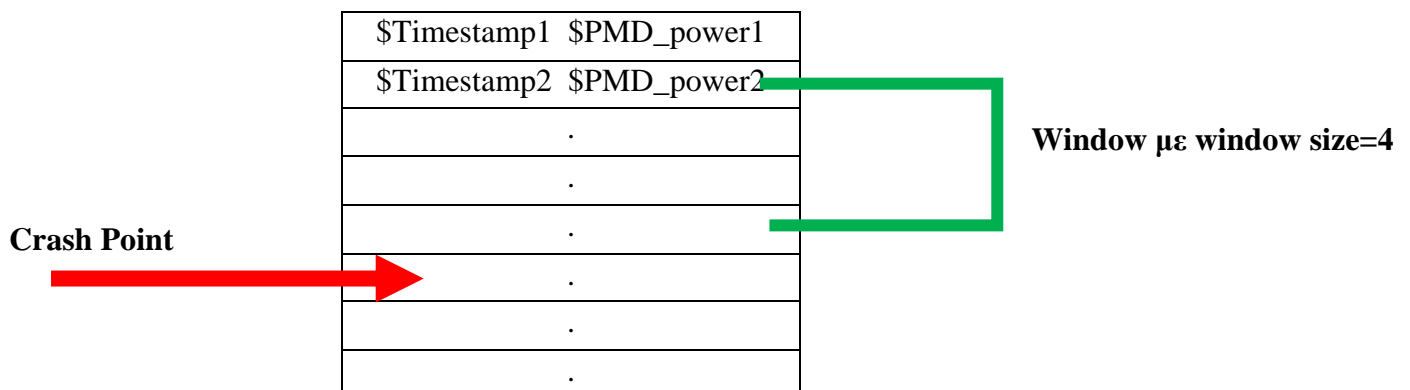 $Timestamp1 $PMD_power1
$Timestamp2 $PMD_power2
.
Window με window size=4
.
.
Crash Point
.
.
.